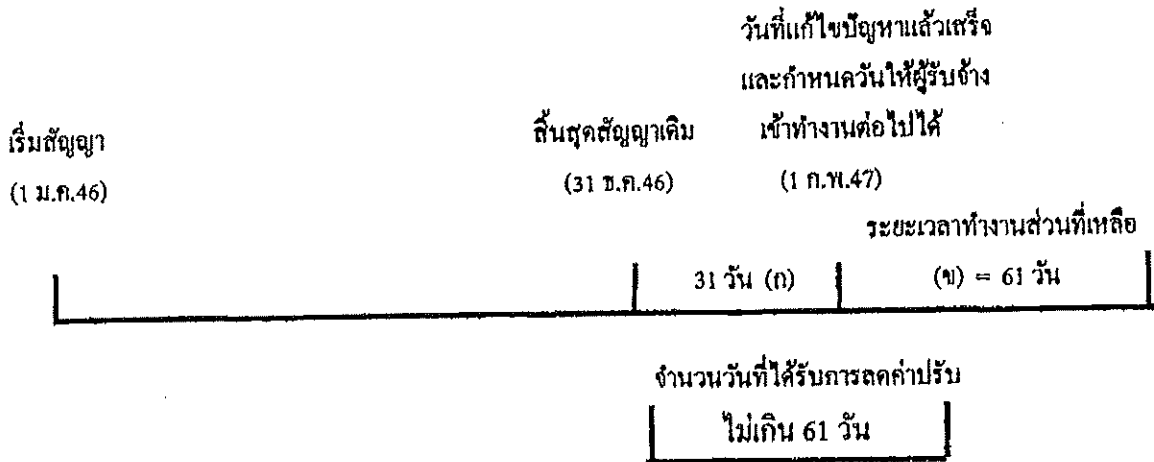 วันที่แก้ไขปัญหาแล้วเสร็จ
และกำหนดวันให้ผู้รับจ้าง
เริ่มสัญญา สิ้นสุดสัญญาเดิม เข้าทำงานต่อไปได้
(1 ม.ค.46) (31 ธ.ค.46) (1 ก.พ.47)
ระยะเวลาทำงานส่วนที่เหลือ
31 วัน (ก) (ข) = 61 วัน
จำนวนวันที่ได้รับการลดค่าปรับ
ไม่เกิน 61 วัน